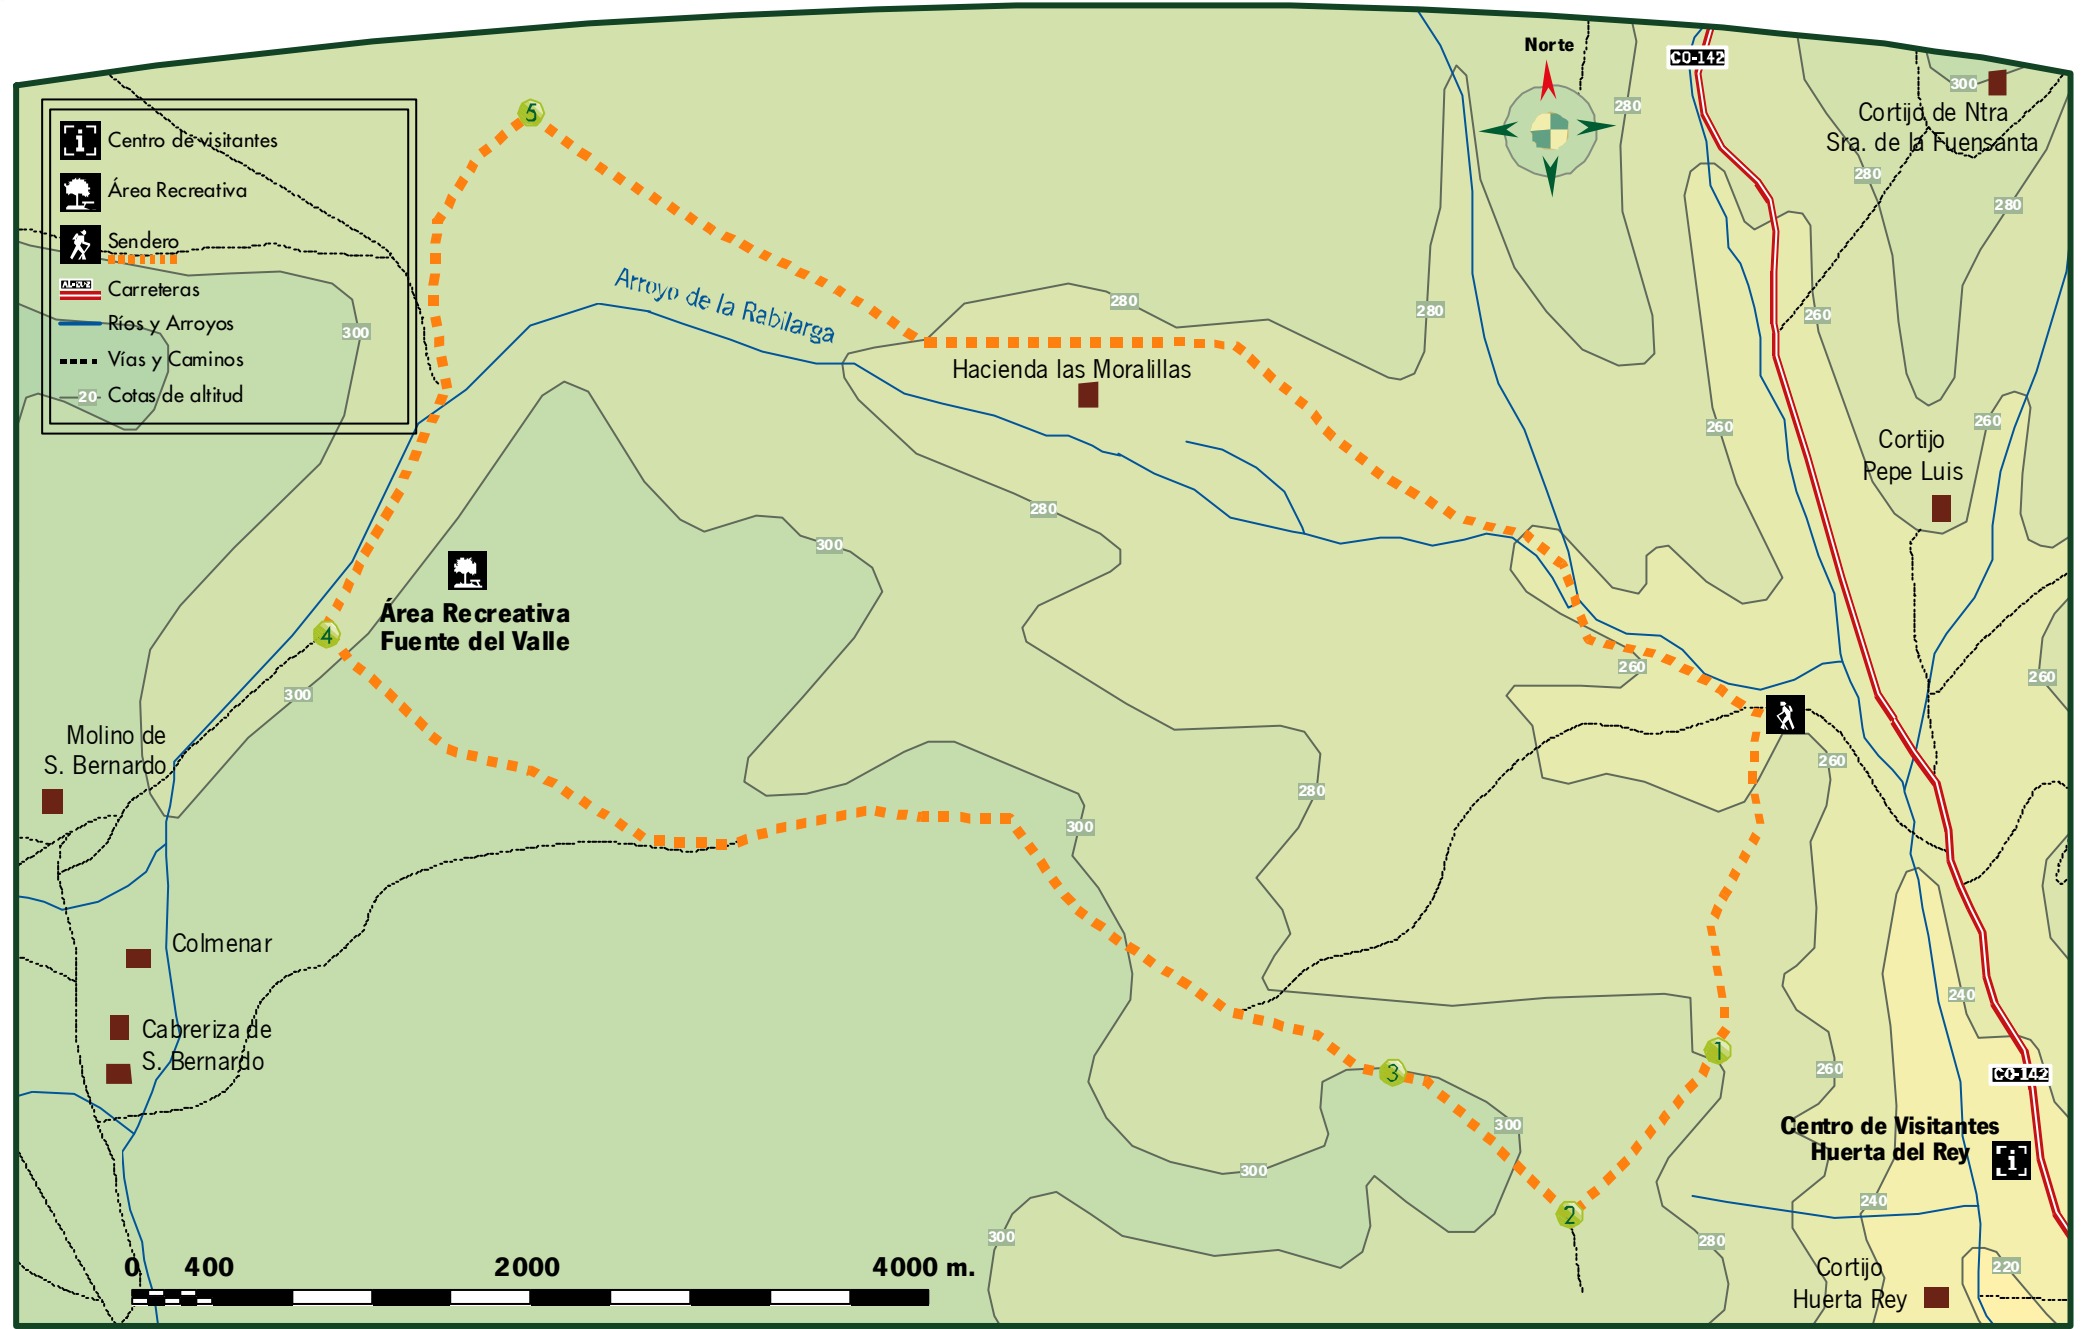 Norte
CO-142
300
Cortijo de Ntra
Sra. de la Fuensanta
280
280
280
5
Centro de visitantes
Área Recreativa
Sendero
Carreteras
Ríos y Arroyos
Vías y Caminos
20
Cotas de altitud
300
Arroyo de la Rabilarga
280
280
260
Hacienda las Moralillas
260
260
Cortijo
Pepe Luis
280
300
Área Recreativa
Fuente del Valle
4
300
260
260
Molino de
S. Bernardo
260
280
300
Colmenar
240
Cabreriza de
S. Bernardo
1
3
260
CO-142
300
Centro de Visitantes
Huerta del Rey
300
240
2
300
280
0 400 2000 4000 m.
220
Cortijo
Huerta Rey